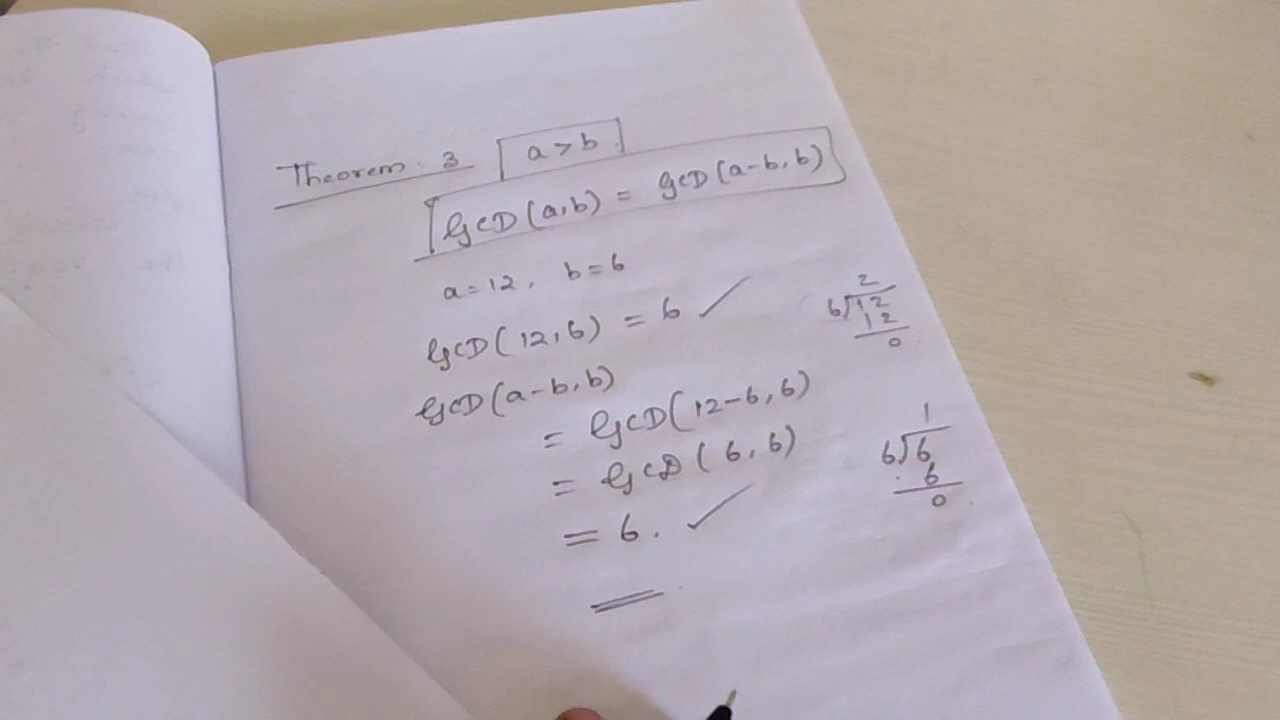 Theorem: 3 a > b.
GCD(a,b) = GCD(a-b, b)
a=12, b=6
GCD(12,6) = 6 ✓
2
6)12
12
0
GCD(a-b, b)
= GCD(12-6, 6)
= GCD(6,6)
1
6)6
6
0
= 6. ✓